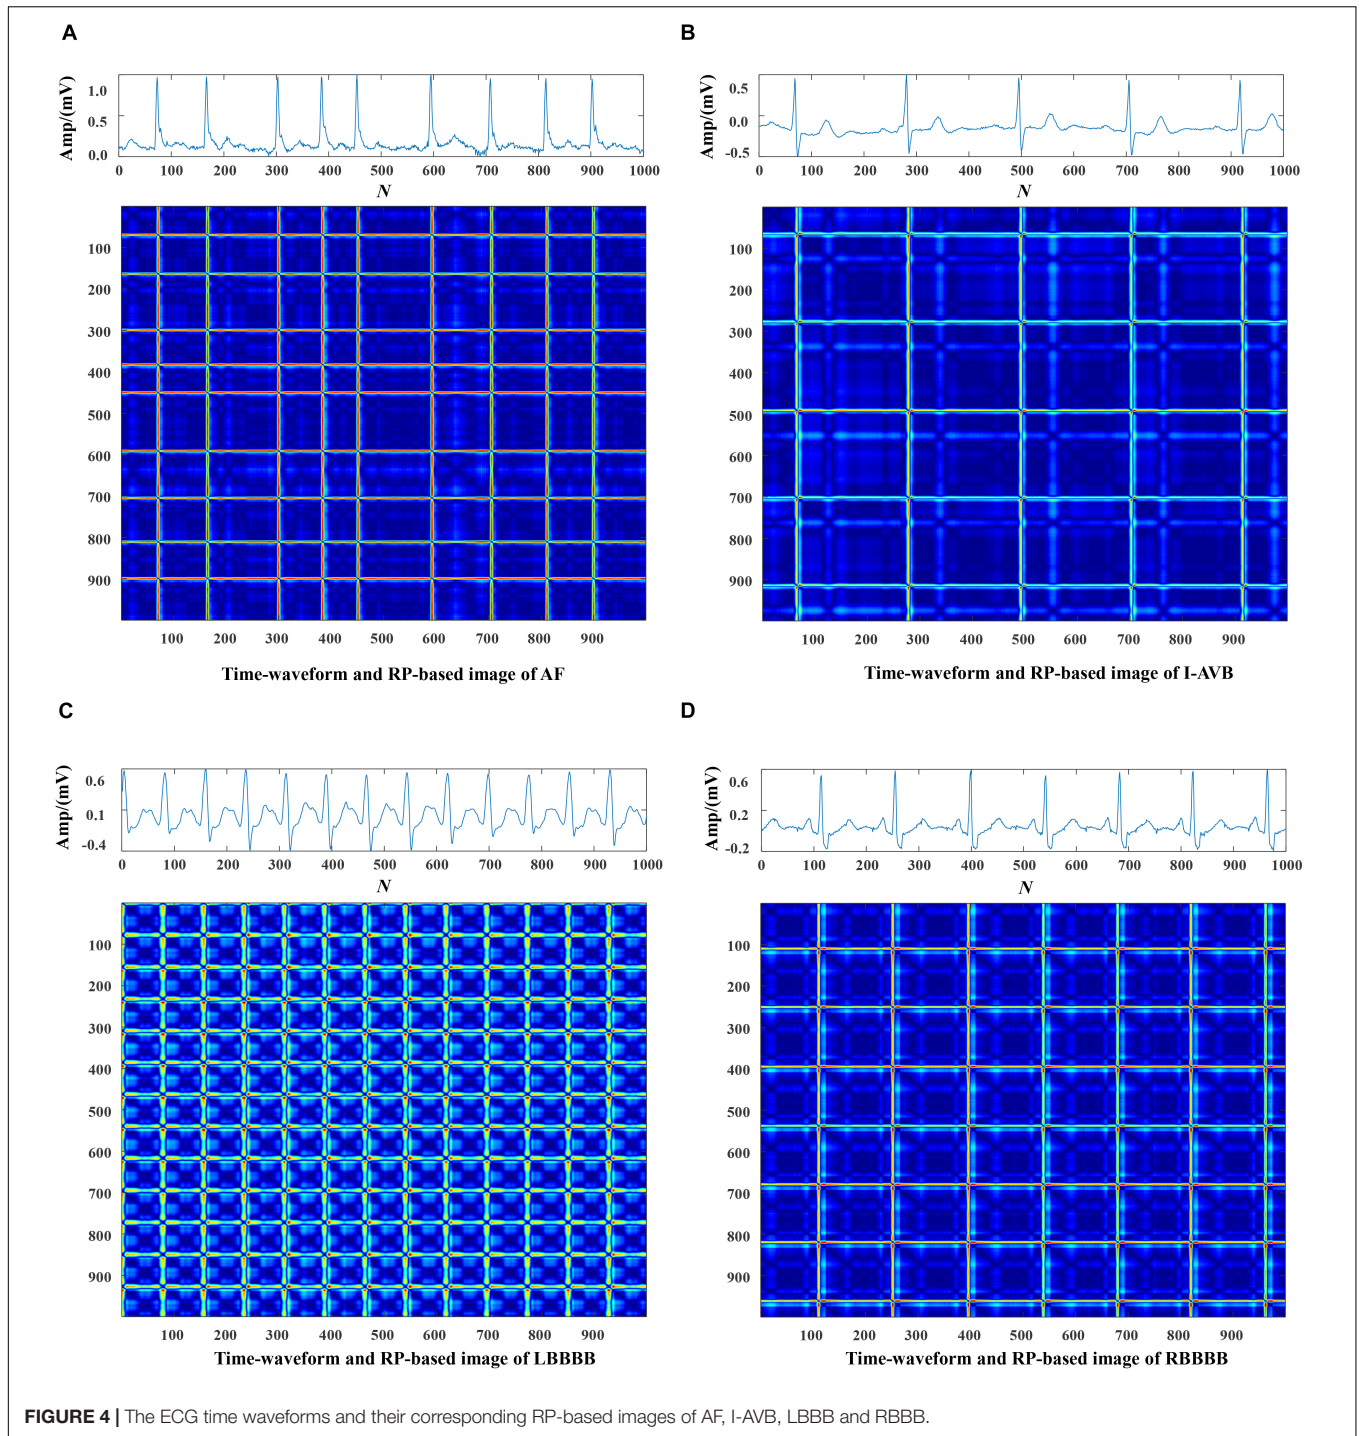 A
Amp/(mV)
1.0
0.5
0.0
0 100 200 300 400 500 600 700 800 900 1000
N
100
200
300
400
500
600
700
800
900
100 200 300 400 500 600 700 800 900
Time-waveform and RP-based image of AF
B
Amp/(mV)
0.5
0.0
-0.5
0 100 200 300 400 500 600 700 800 900 1000
N
100
200
300
400
500
600
700
800
900
100 200 300 400 500 600 700 800 900
Time-waveform and RP-based image of I-AVB
C
Amp/(mV)
0.6
0.1
-0.4
0 100 200 300 400 500 600 700 800 900 1000
N
100
200
300
400
500
600
700
800
900
100 200 300 400 500 600 700 800 900
Time-waveform and RP-based image of LBBBB
D
Amp/(mV)
0.6
0.2
-0.2
0 100 200 300 400 500 600 700 800 900 1000
N
100
200
300
400
500
600
700
800
900
100 200 300 400 500 600 700 800 900
Time-waveform and RP-based image of RBBBB
FIGURE 4 | The ECG time waveforms and their corresponding RP-based images of AF, I-AVB, LBBB and RBBB.